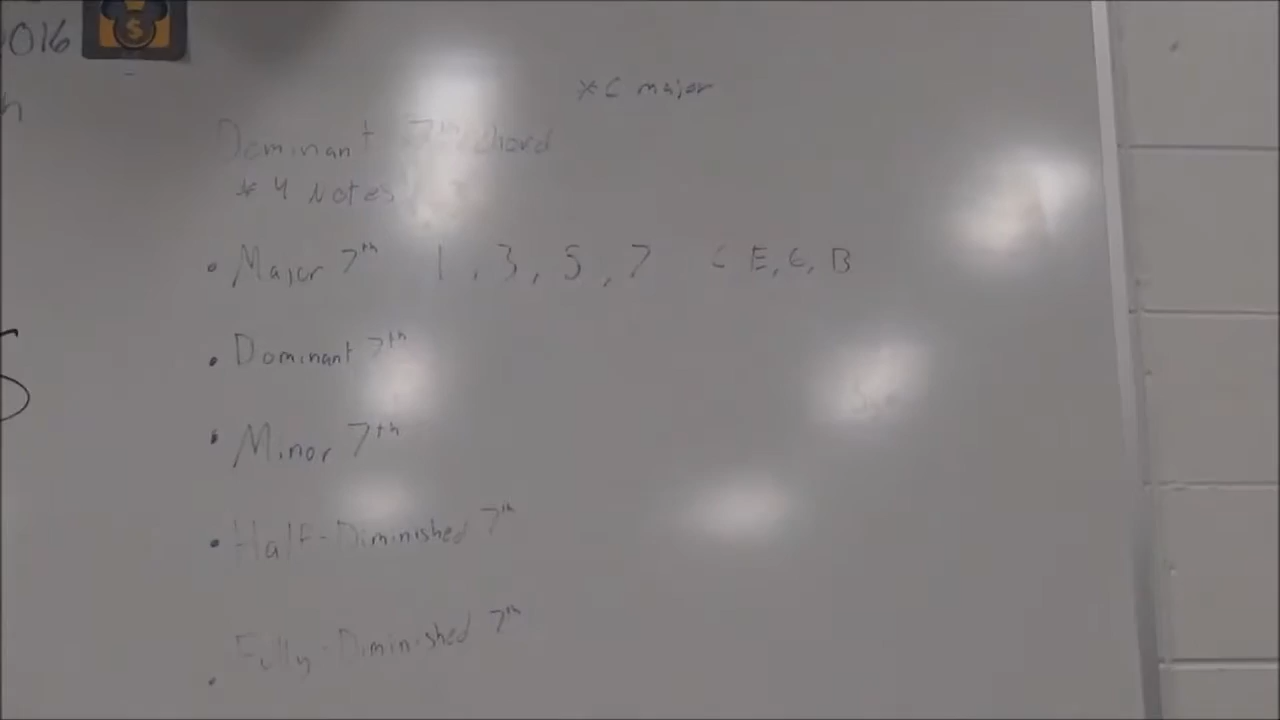 016
$
h
* C major
Dominant 7th chord
* 4 Notes
• Major 7th 1, 3, 5, 7 C E, G, B
• Dominant 7th
• Minor 7th
• Half-Diminished 7th
• Fully-Diminished 7th